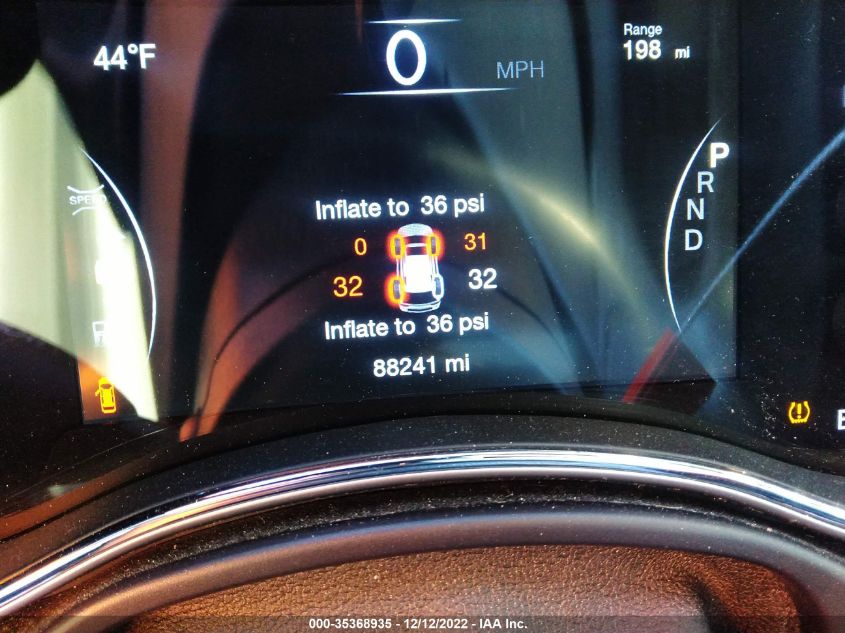 44°F
0
MPH
Range
198 mi
SPEED
P
R
N
D
Inflate to 36 psi
0
31
32
32
Inflate to 36 psi
88241 mi
E
000-35368935 - 12/12/2022 - IAA Inc.